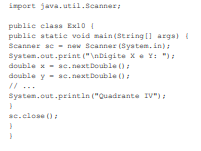 import java.util.Scanner;
public class Ex10 {
public static void main(String[] args) {
Scanner sc = new Scanner(System.in);
System.out.print("\nDigite X e Y: ");
double x = sc.nextDouble();
double y = sc.nextDouble();
// ...
System.out.println("Quadrante IV");
}
sc.close();
}
}